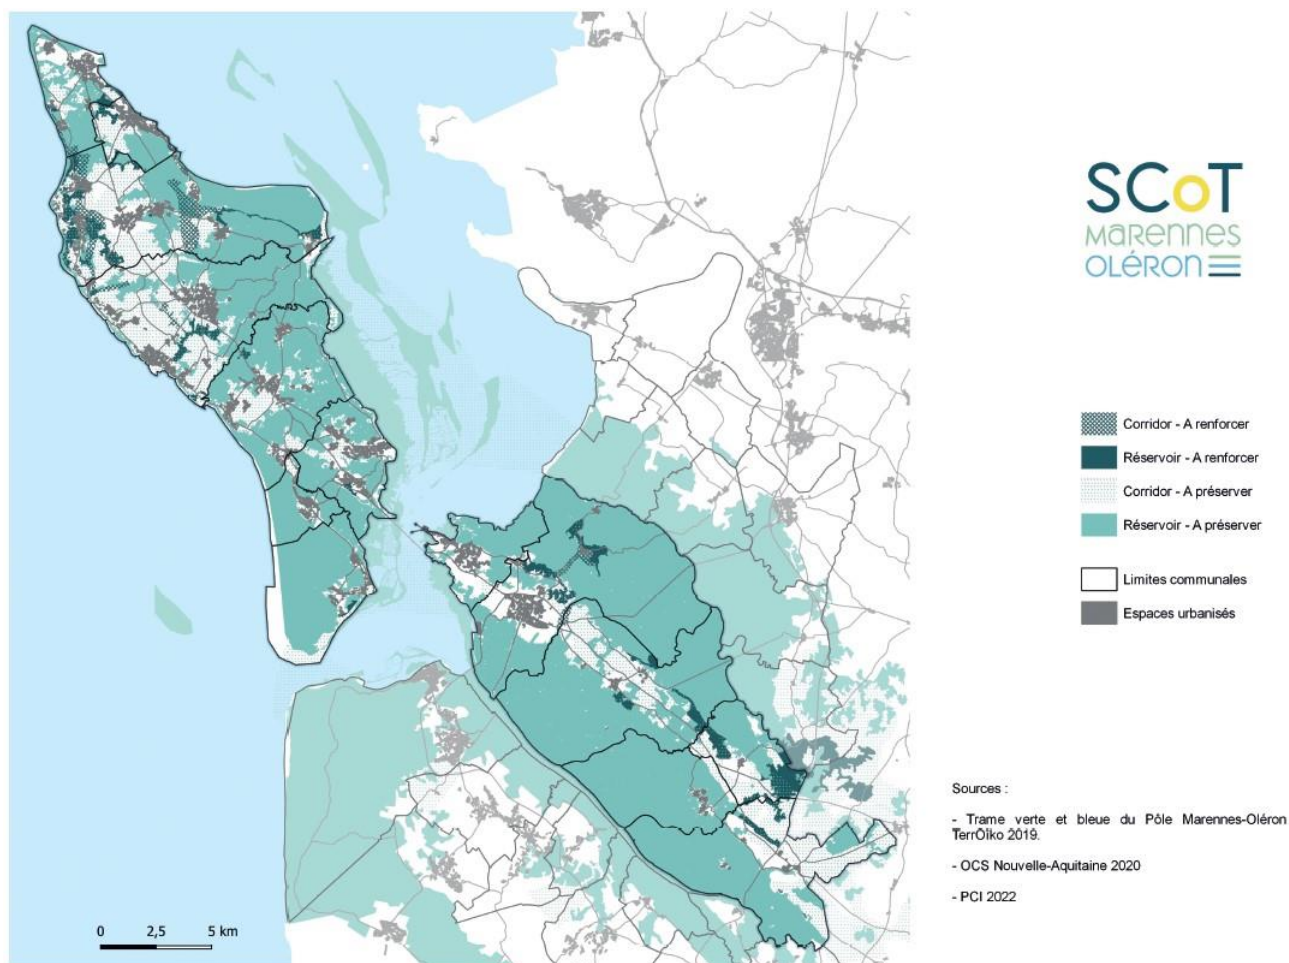 SCoT
MaRENNES
OLéRON
Corridor - A renforcer
Réservoir - A renforcer
Corridor - A préserver
Réservoir - A préserver
Limites communales
Espaces urbanisés
Sources :
- Trame verte et bleue du Pôle Marennes-Oléron
TerrÖiko 2019.
- OCS Nouvelle-Aquitaine 2020
- PCI 2022
0 2,5 5 km